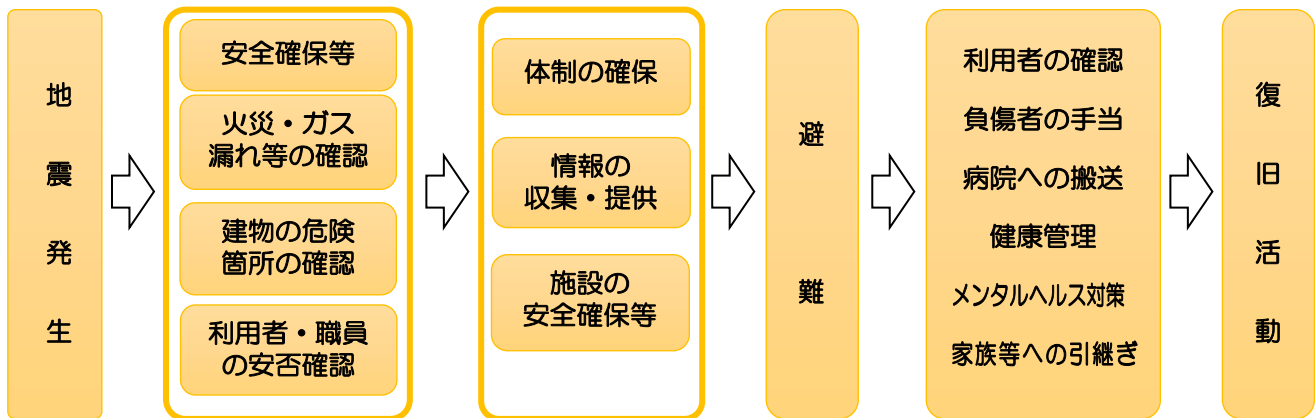 地震発生
安全確保等
火災・ガス
漏れ等の確認
建物の危険
箇所の確認
利用者・職員
の安否確認
体制の確保
情報の
収集・提供
施設の
安全確保等
避難
利用者の確認
負傷者の手当
病院への搬送
健康管理
メンタルヘルス対策
家族等への引継ぎ
復旧活動